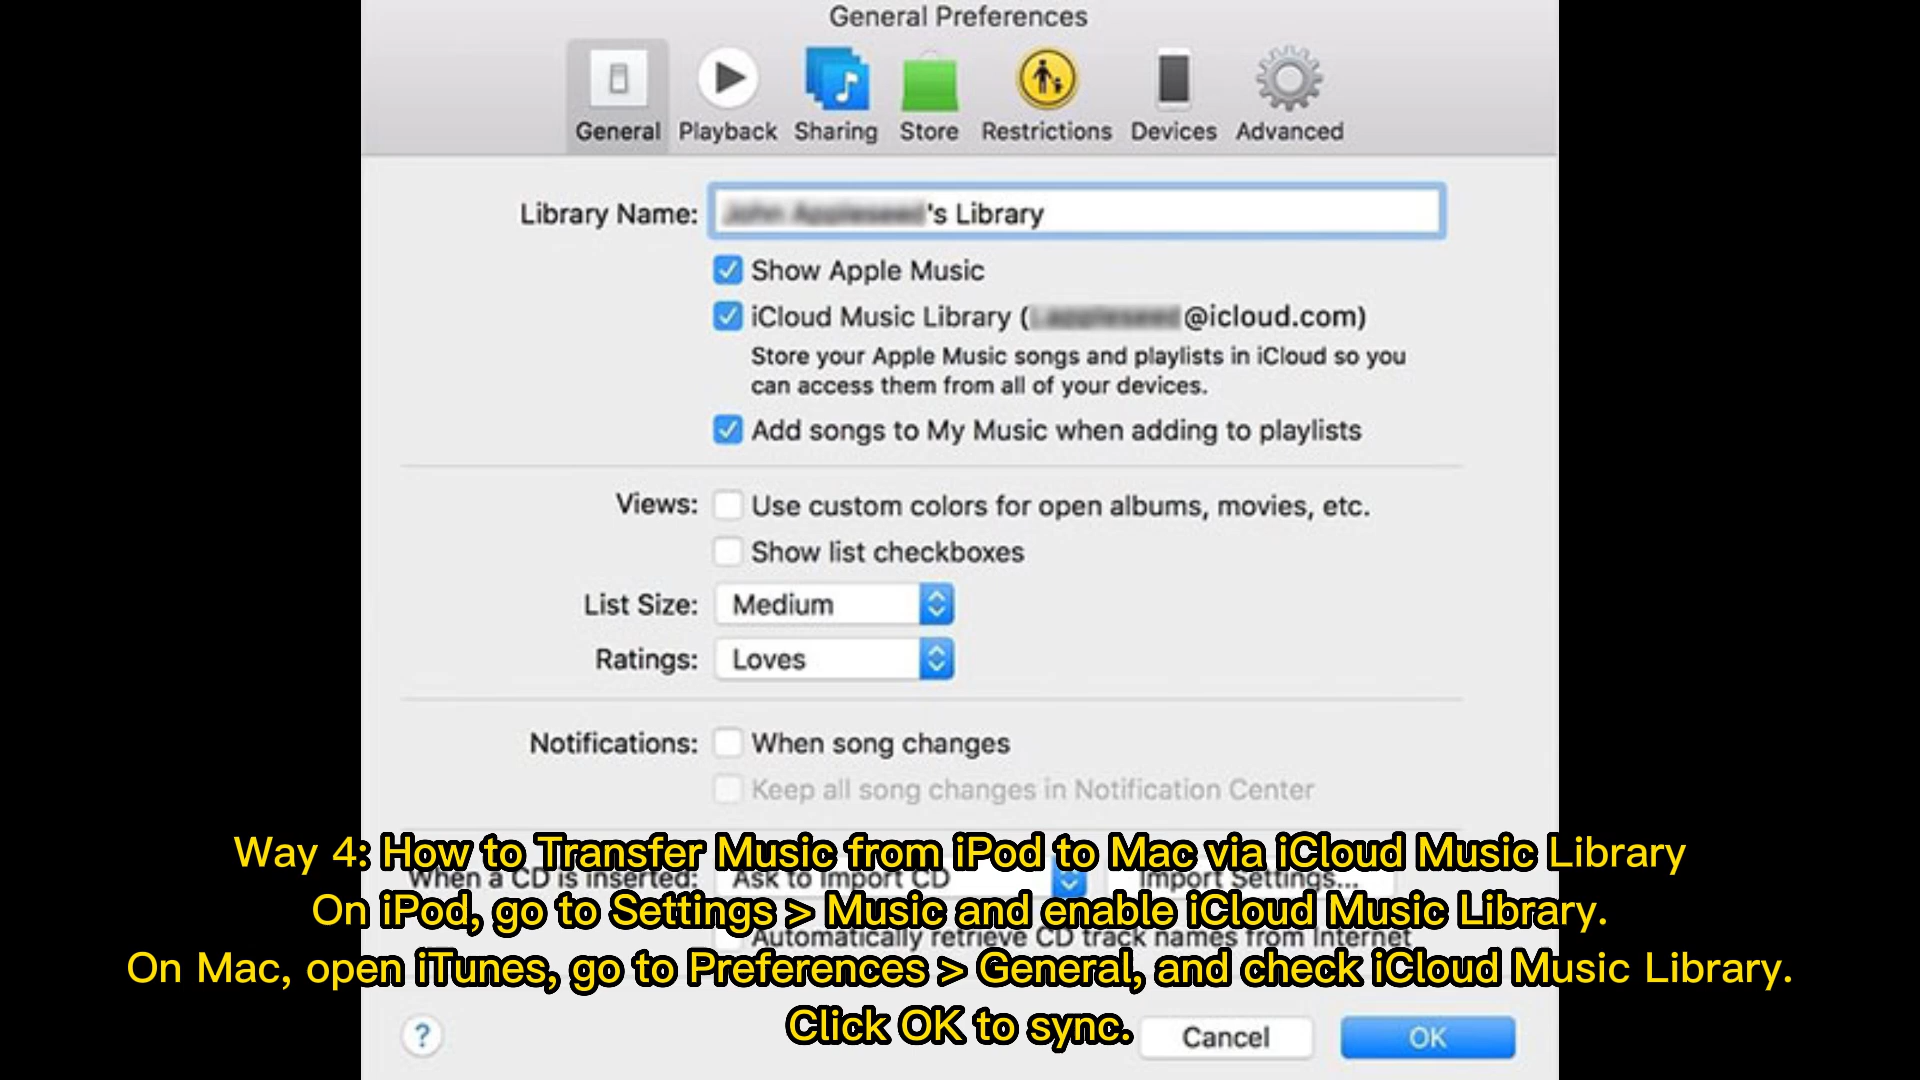 General Preferences
General Playback Sharing Store Restrictions Devices Advanced
Library Name: 's Library
Show Apple Music
iCloud Music Library ( @icloud.com)
Store your Apple Music songs and playlists in iCloud so you
can access them from all of your devices.
Add songs to My Music when adding to playlists
Views: Use custom colors for open albums, movies, etc.
Show list checkboxes
List Size: Medium
Ratings: Loves
Notifications: When song changes
Keep all song changes in Notification Center
Way 4: How to Transfer Music from iPod to Mac via iCloud Music Library
When a CD is inserted: Ask to Import CD Import Settings...
On iPod, go to Settings > Music and enable iCloud Music Library.
Automatically retrieve CD track names from Internet
On Mac, open iTunes, go to Preferences > General, and check iCloud Music Library.
Click OK to sync.
? Cancel OK